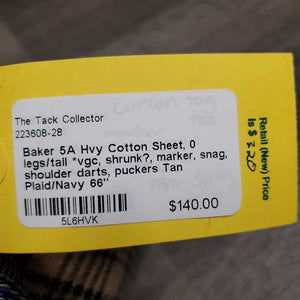 The Tack Collector
223608-28
Baker 5A Hvy Cotton Sheet, 0
legs/tail *vgc, shrunk?, marker, snag,
shoulder darts, puckers Tan
Plaid/Navy 66"
5L6HVK
$140.00
Retail (New) Price
Is $ 320